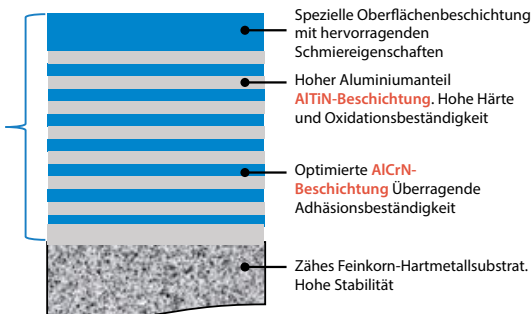 Spezielle Oberflächenbeschichtung
mit hervorragenden
Schmiereigenschaften
Hoher Aluminiumanteil
AlTiN-Beschichtung. Hohe Härte
und Oxidationsbeständigkeit
Optimierte AlCrN-
Beschichtung Überragende
Adhäsionsbeständigkeit
Zähes Feinkorn-Hartmetallsubstrat.
Hohe Stabilität